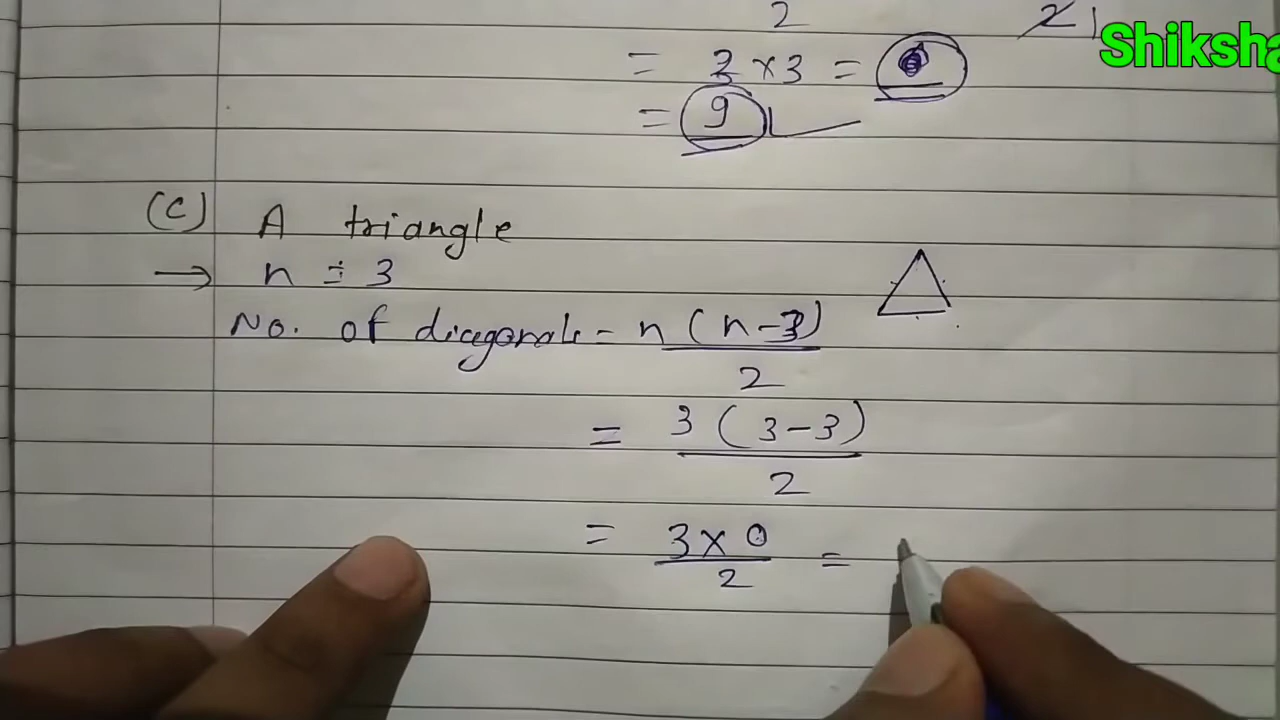 2
21
Shiksha
= 3 × 3 =
= 9
(C) A triangle
→ n = 3
No. of diagonals = n (n-3)
2
= 3 (3-3)
2
= 3 × 0 =
2